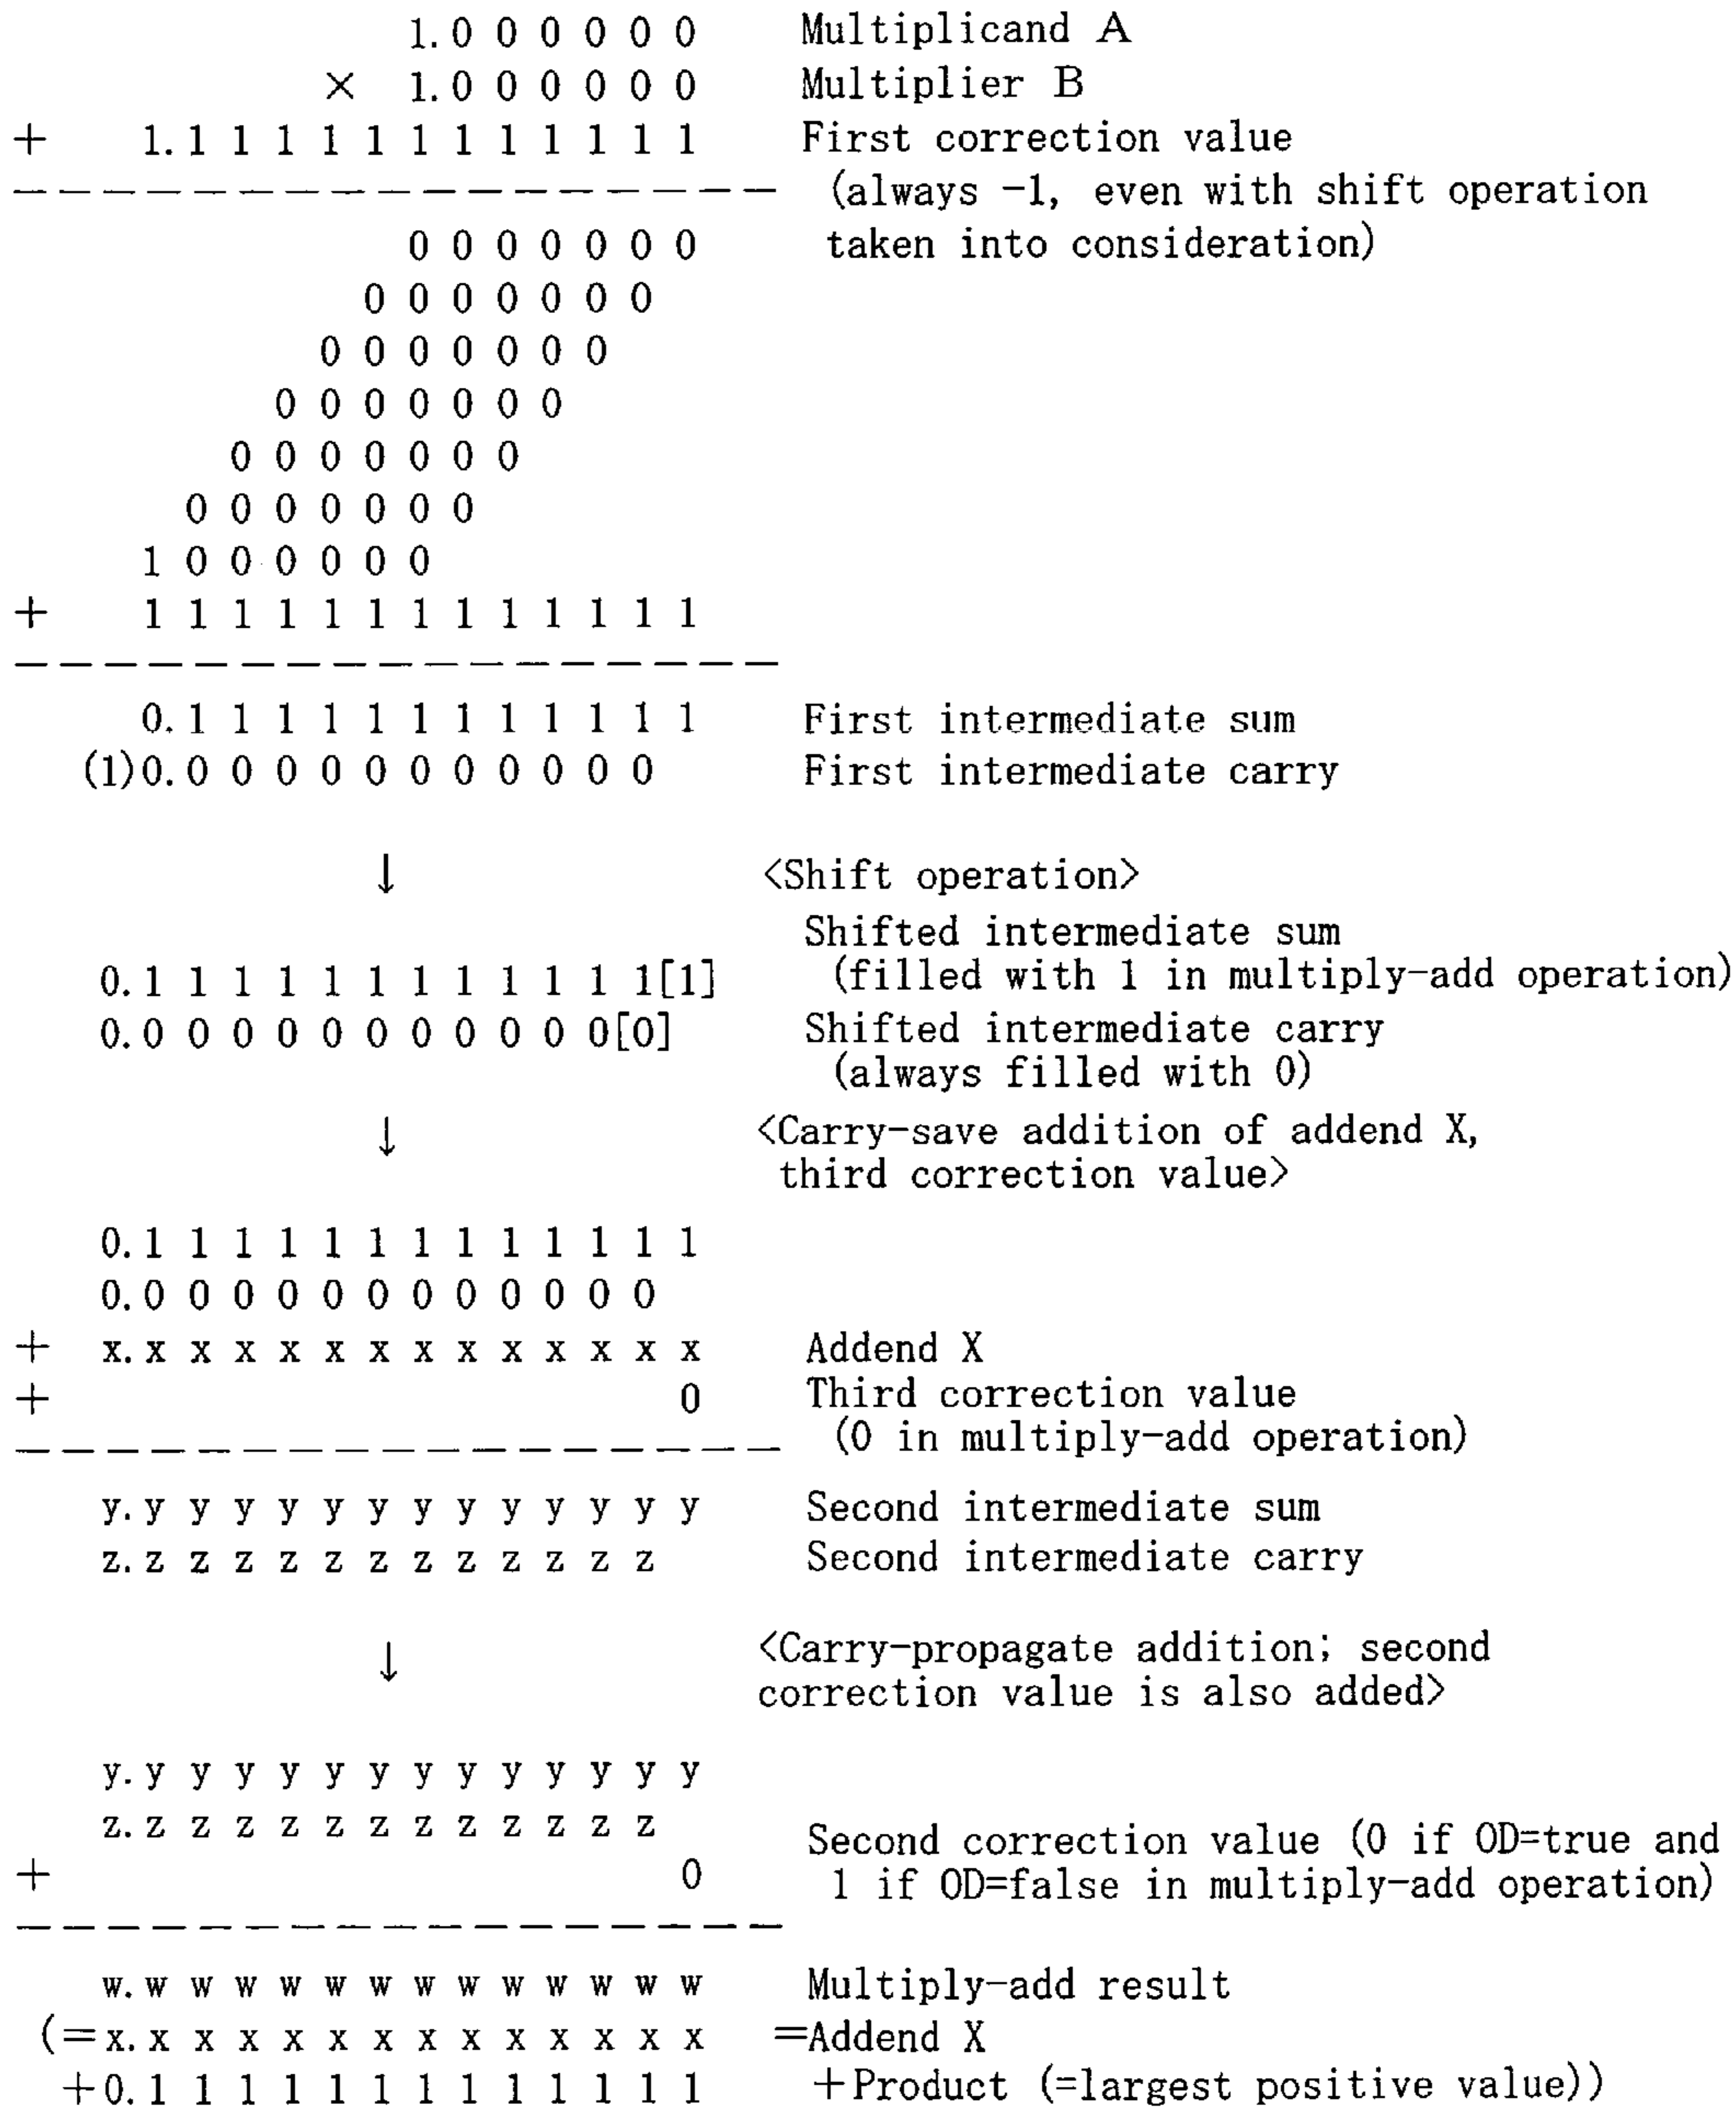 1. 0 0 0 0 0 0 Multiplicand A
× 1. 0 0 0 0 0 0 Multiplier B
+ 1. 1 1 1 1 1 1 1 1 1 1 1 1 First correction value
(always -1, even with shift operation
0 0 0 0 0 0 0 taken into consideration)
0 0 0 0 0 0 0
0 0 0 0 0 0 0
0 0 0 0 0 0 0
0 0 0 0 0 0 0
0 0 0 0 0 0 0
1 0 0 0 0 0 0
+ 1 1 1 1 1 1 1 1 1 1 1 1 1
0. 1 1 1 1 1 1 1 1 1 1 1 1 First intermediate sum
(1)0. 0 0 0 0 0 0 0 0 0 0 0 First intermediate carry
↓ <Shift operation>
Shifted intermediate sum
0. 1 1 1 1 1 1 1 1 1 1 1 1[1] (filled with 1 in multiply-add operation)
0. 0 0 0 0 0 0 0 0 0 0 0[0] Shifted intermediate carry
(always filled with 0)
↓ <Carry-save addition of addend X,
third correction value>
0. 1 1 1 1 1 1 1 1 1 1 1 1 1
0. 0 0 0 0 0 0 0 0 0 0 0 0
+ x. x x x x x x x x x x x x x Addend X
+ 0 Third correction value
(0 in multiply-add operation)
y. y y y y y y y y y y y y y Second intermediate sum
z. z z z z z z z z z z z z Second intermediate carry
↓ <Carry-propagate addition; second
correction value is also added>
y. y y y y y y y y y y y y y
z. z z z z z z z z z z z z
Second correction value (0 if OD=true and
+ 0 1 if OD=false in multiply-add operation)
w. w w w w w w w w w w w w w Multiply-add result
(=x. x x x x x x x x x x x x x =Addend X
+0. 1 1 1 1 1 1 1 1 1 1 1 1 1 +Product (=largest positive value))